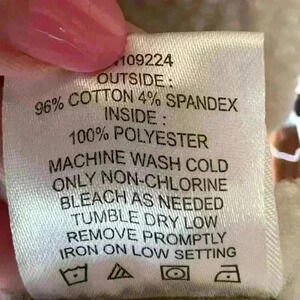 109224
OUTSIDE :
96% COTTON 4% SPANDEX
INSIDE :
100% POLYESTER
MACHINE WASH COLD
ONLY NON-CHLORINE
BLEACH AS NEEDED
TUMBLE DRY LOW
REMOVE PROMPTLY
IRON ON LOW SETTING